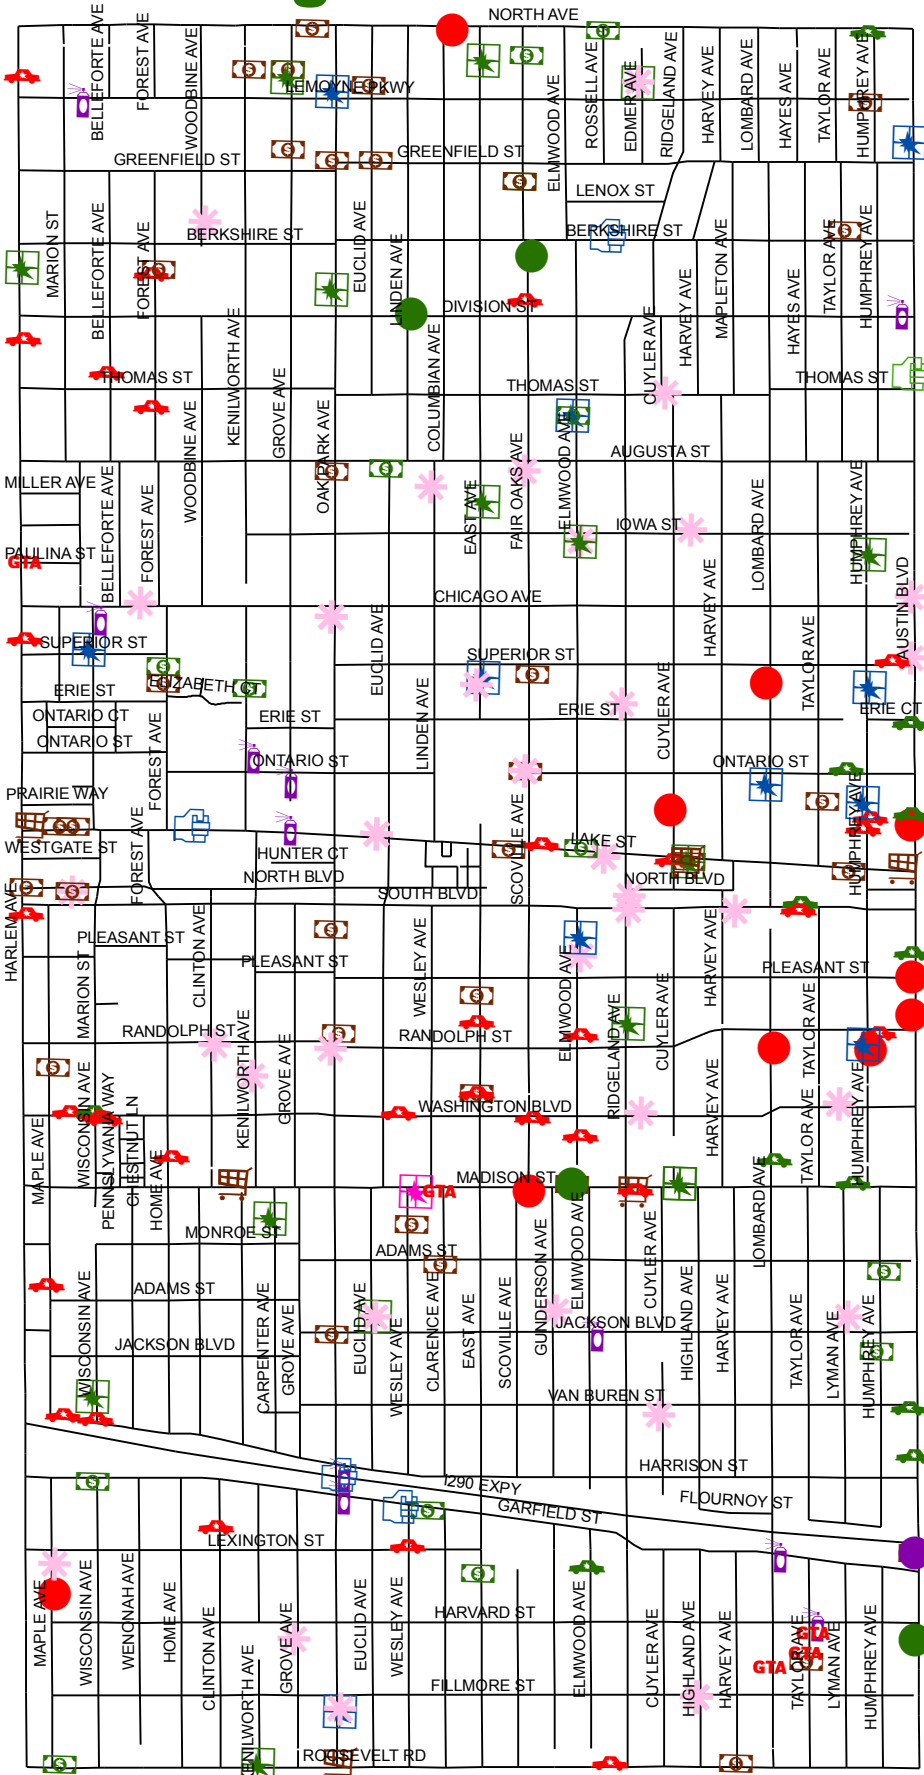 NORTH AVE
BELLEFORTE AVE
FOREST AVE
WOODBINE AVE
LEMOYNE PKWY
ELMWOOD AVE
ROSSELL AVE
EDMER AVE
RIDGELAND AVE
HARVEY AVE
LOMBARD AVE
HAYES AVE
TAYLOR AVE
HUMPHREY AVE
GREENFIELD ST
GREENFIELD ST
LENOX ST
MARION ST
BELLEFORTE AVE
FOREST AVE
BERKSHIRE ST
EUCLID AVE
LINDEN AVE
BERKSHIRE ST
CUYLER AVE
HARVEY AVE
MAPLETON AVE
HAYES AVE
TAYLOR AVE
HUMPHREY AVE
DIVISION ST
KENILWORTH AVE
GROVE AVE
COLUMBIAN AVE
THOMAS ST
THOMAS ST
THOMAS ST
WOODBINE AVE
OAK PARK AVE
FAIR OAKS AVE
ELMWOOD AVE
AUGUSTA ST
MILLER AVE
BELLEFORTE AVE
FOREST AVE
EAST AVE
IOWA ST
LOMBARD AVE
HUMPHREY AVE
PAULINA ST
GTA
CHICAGO AVE
HARVEY AVE
AUSTIN BLVD
SUPERIOR ST
EUCLID AVE
SUPERIOR ST
TAYLOR AVE
ERIE ST
ELIZABETH CT
LINDEN AVE
CUYLER AVE
ONTARIO CT
ERIE ST
ERIE ST
ERIE CT
ONTARIO ST
FOREST AVE
ONTARIO ST
ONTARIO ST
PRAIRIE WAY
SCOVILLE AVE
HUMPHREY AVE
WESTGATE ST
FOREST AVE
HUNTER CT
LAKE ST
NORTH BLVD
NORTH BLVD
SOUTH BLVD
HARLEM AVE
CLINTON AVE
PLEASANT ST
PLEASANT ST
WESLEY AVE
ELMWOOD AVE
HARVEY AVE
PLEASANT ST
MARION ST
RANDOLPH ST
RANDOLPH ST
CUYLER AVE
TAYLOR AVE
KENILWORTH AVE
GROVE AVE
RIDGELAND AVE
WISCONSIN AVE
PENNSYLVANIA WAY
CHESTNUT LN
WASHINGTON BLVD
HARVEY AVE
TAYLOR AVE
HUMPHREY AVE
MAPLE AVE
HOME AVE
MADISON ST
GTA
LOMBARD AVE
MONROE ST
ADAMS ST
GUNDERSON AVE
ELMWOOD AVE
CUYLER AVE
ADAMS ST
WISCONSIN AVE
CARPENTER AVE
GROVE AVE
EUCLID AVE
WESLEY AVE
CLARENCE AVE
EAST AVE
SCOVILLE AVE
JACKSON BLVD
HIGHLAND AVE
HARVEY AVE
TAYLOR AVE
LYMAN AVE
HUMPHREY AVE
JACKSON BLVD
VAN BUREN ST
HARRISON ST
I290 EXPY
GARFIELD ST
FLOURNOY ST
LEXINGTON ST
MAPLE AVE
WISCONSIN AVE
WENONAH AVE
HOME AVE
CLINTON AVE
KENILWORTH AVE
GROVE AVE
EUCLID AVE
WESLEY AVE
HARVARD ST
ELMWOOD AVE
CUYLER AVE
HIGHLAND AVE
HARVEY AVE
TAYLOR AVE
LYMAN AVE
HUMPHREY AVE
GTA
GTA
GTA
FILLMORE ST
ROOSEVELT RD